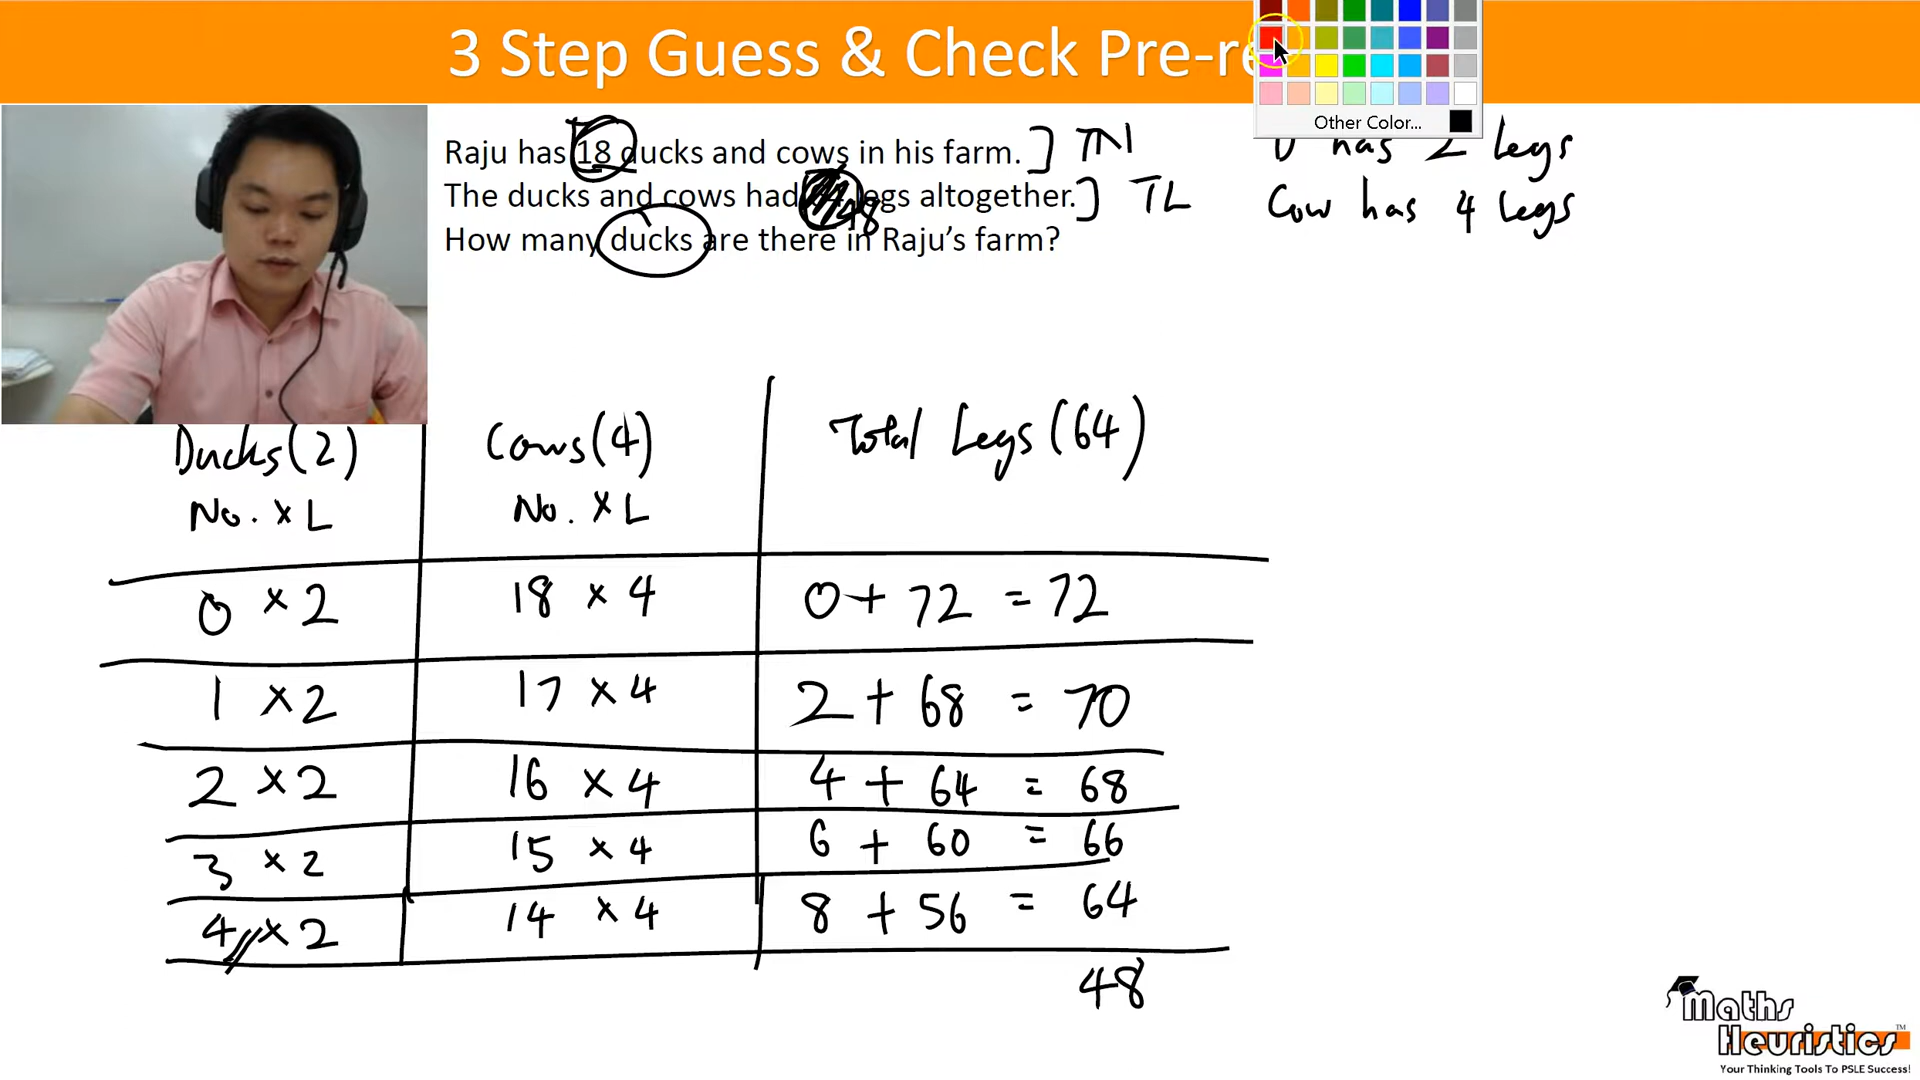 3 Step Guess & Check Pre-re
Other Color...
Raju has 18 ducks and cows in his farm. ] TN
has 2 legs
The ducks and cows had 48 legs altogether. ] TL
Cow has 4 legs
How many ducks are there in Raju's farm?
Ducks(2) Cows(4) Total Legs(64)
No. x L No. x L
0 x 2 18 x 4 0 + 72 = 72
1 x 2 17 x 4 2 + 68 = 70
2 x 2 16 x 4 4 + 64 = 68
3 x 2 15 x 4 6 + 60 = 66
4 x 2 14 x 4 8 + 56 = 64
48
Maths
Heuristics™
Your Thinking Tools To PSLE Success!